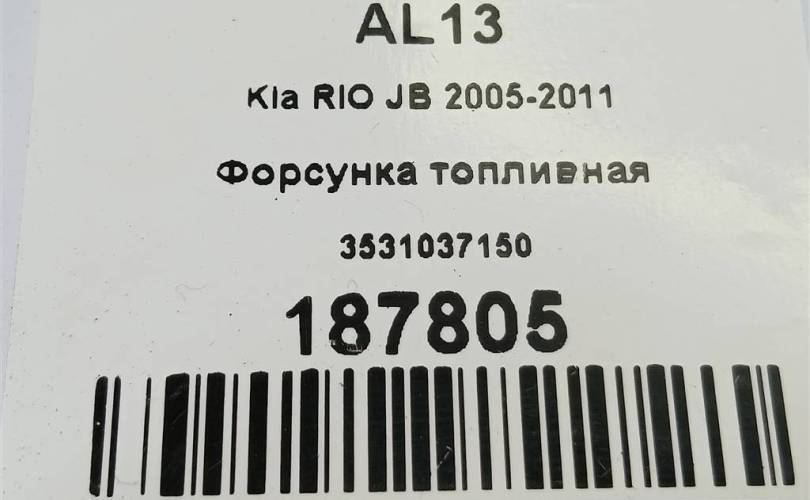 AL13
Kia RIO JB 2005-2011
Форсунка топливная
3531037150
187805